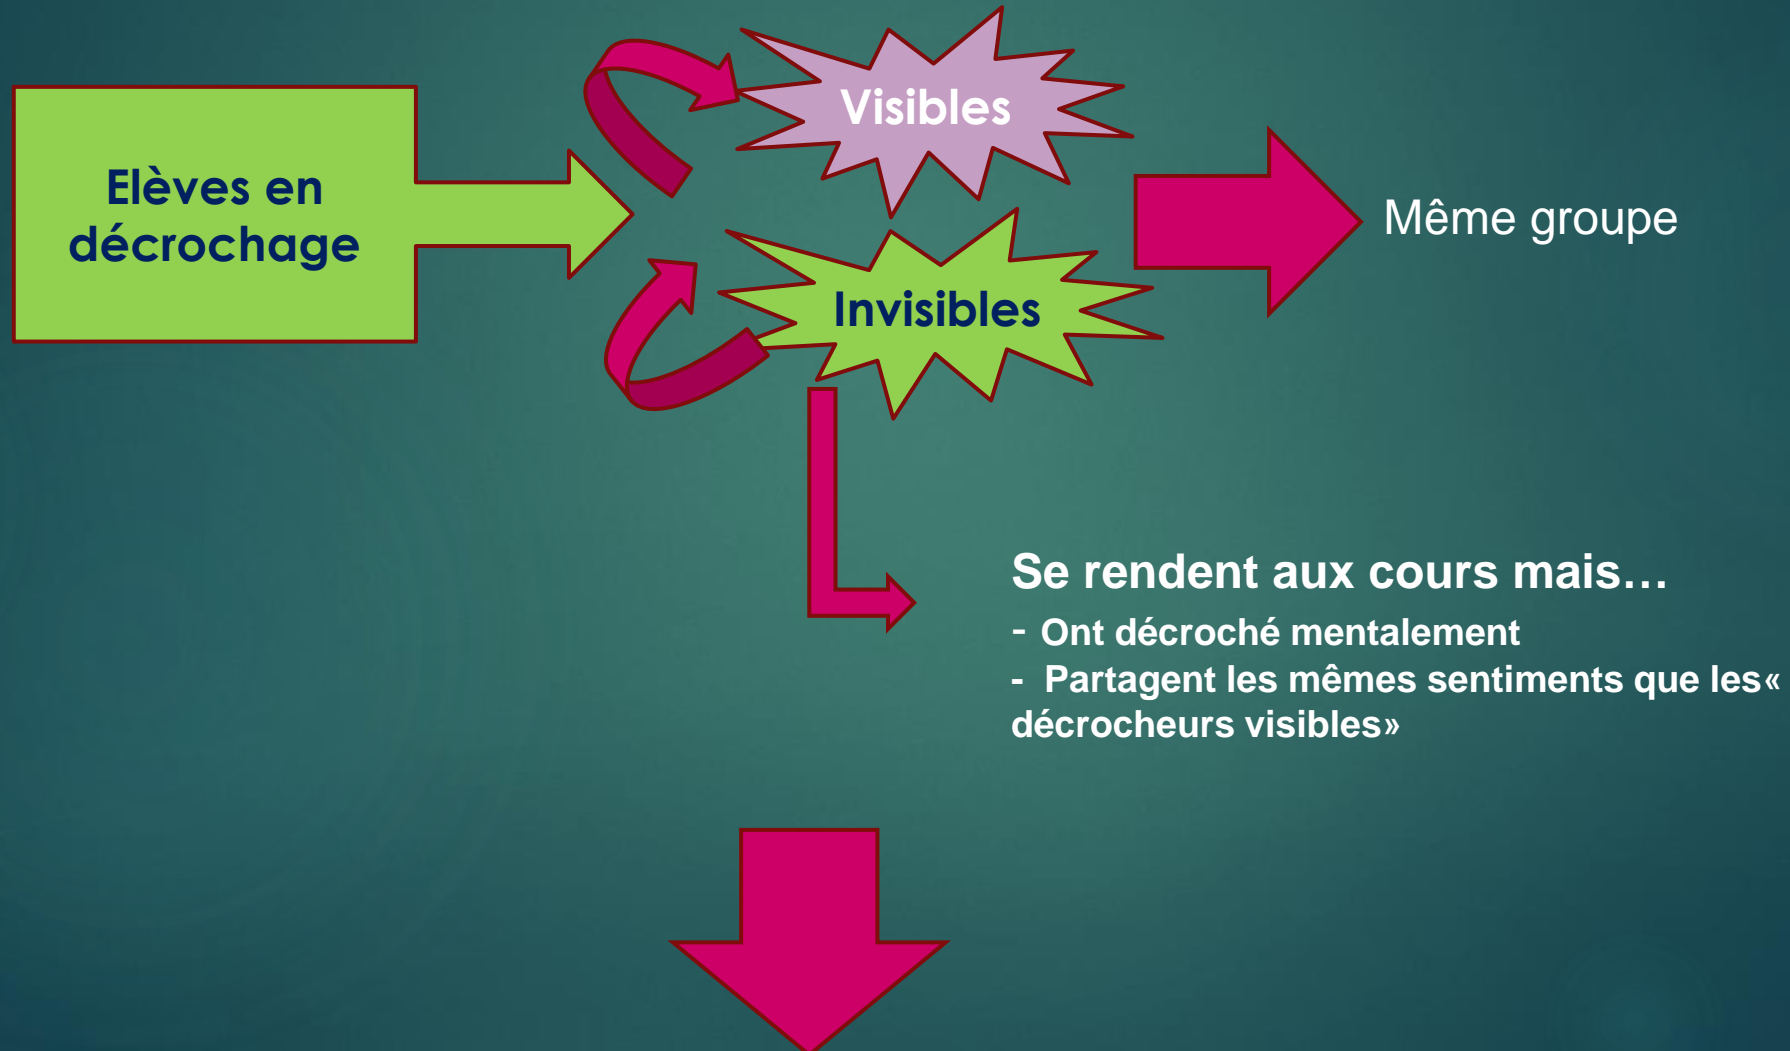 Elèves en
décrochage
Visibles
Invisibles
Même groupe
Se rendent aux cours mais…
- Ont décroché mentalement
- Partagent les mêmes sentiments que les«
décrocheurs visibles»